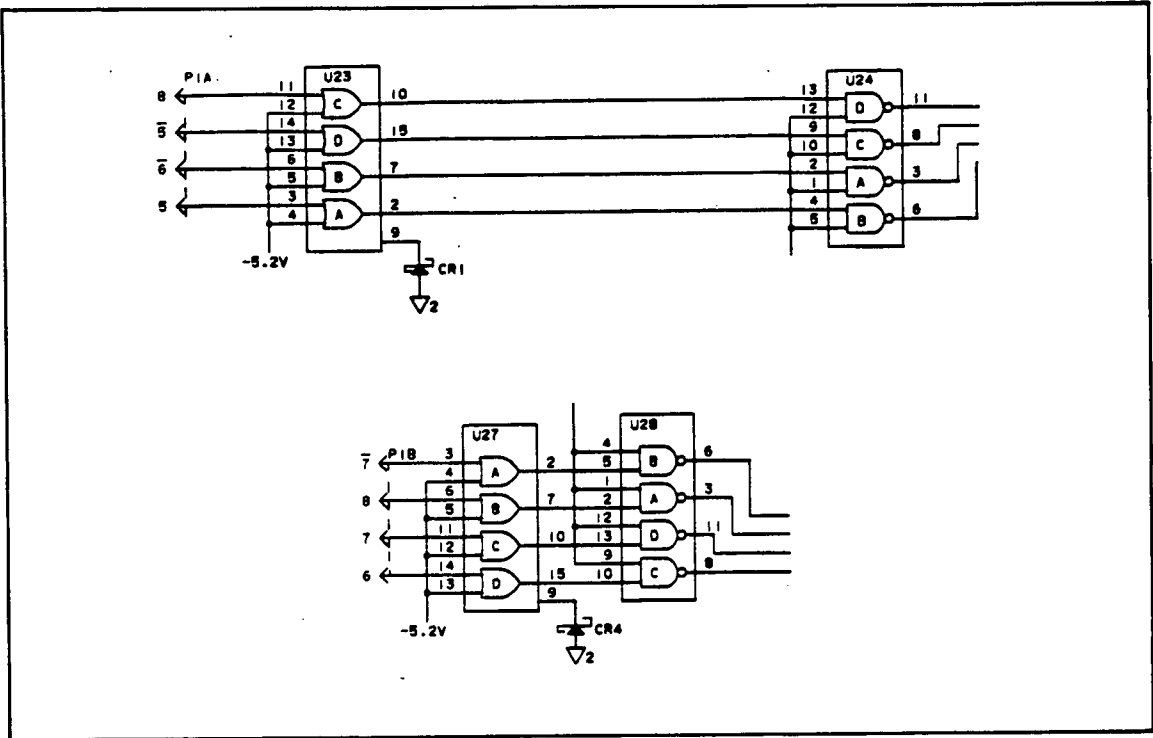 P1A. U23 U24
8 11 C 10 13 D 11
12 12
5̅ 14 D 15 9 C 8
13 10
6̅ 6 B 7 2 A 3
5 1
5 3 A 2 4 B 6
4 5
9
-5.2V CR1
2
U27 U28
7̅ P1B 3 A 2 4 B 6
4 5
8 6 B 7 1 A 3
5 2
7 11 C 10 12 D 11
12 13
6 14 D 15 9 C 8
13 10
9
-5.2V CR4
2